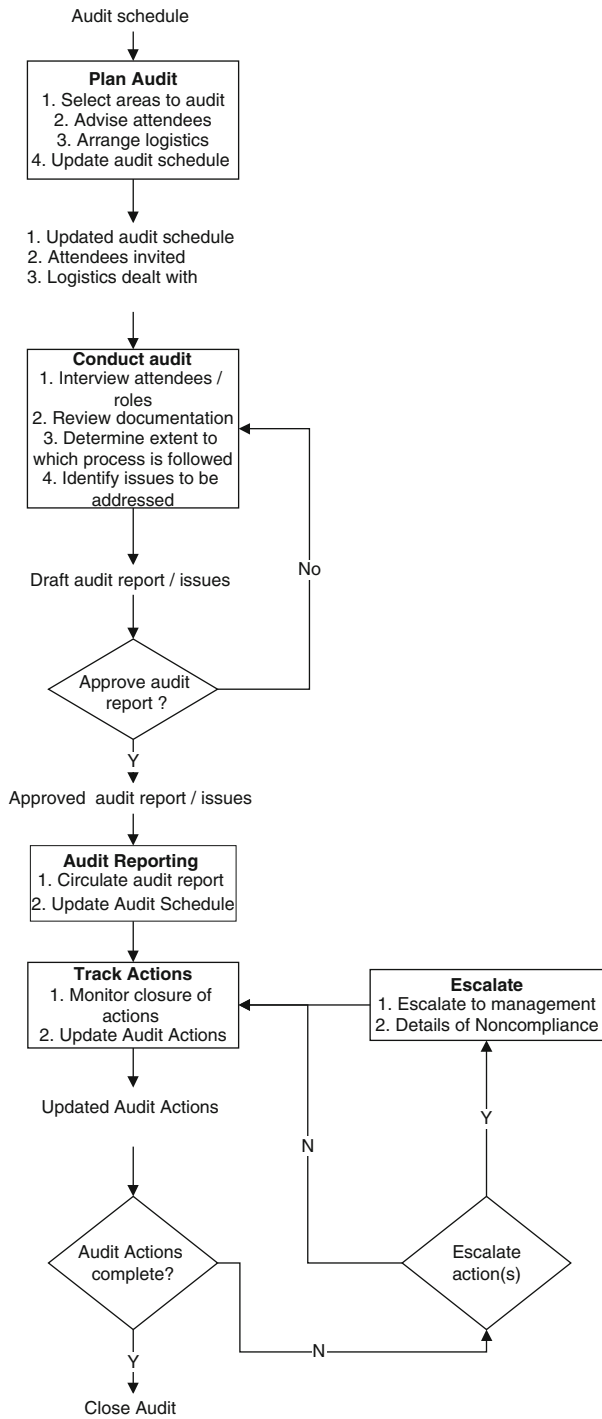 Audit schedule
Plan Audit
1. Select areas to audit
2. Advise attendees
3. Arrange logistics
4. Update audit schedule
1. Updated audit schedule
2. Attendees invited
3. Logistics dealt with
Conduct audit
1. Interview attendees /
roles
2. Review documentation
3. Determine extent to
which process is followed
4. Identify issues to be
addressed
No
Draft audit report / issues
Approve audit
report ?
Y
Approved audit report / issues
Audit Reporting
1. Circulate audit report
2. Update Audit Schedule
Track Actions
1. Monitor closure of
actions
2. Update Audit Actions
Escalate
1. Escalate to management
2. Details of Noncompliance
Updated Audit Actions
N
Y
Audit Actions
complete?
Escalate
action(s)
N
Y
Close Audit